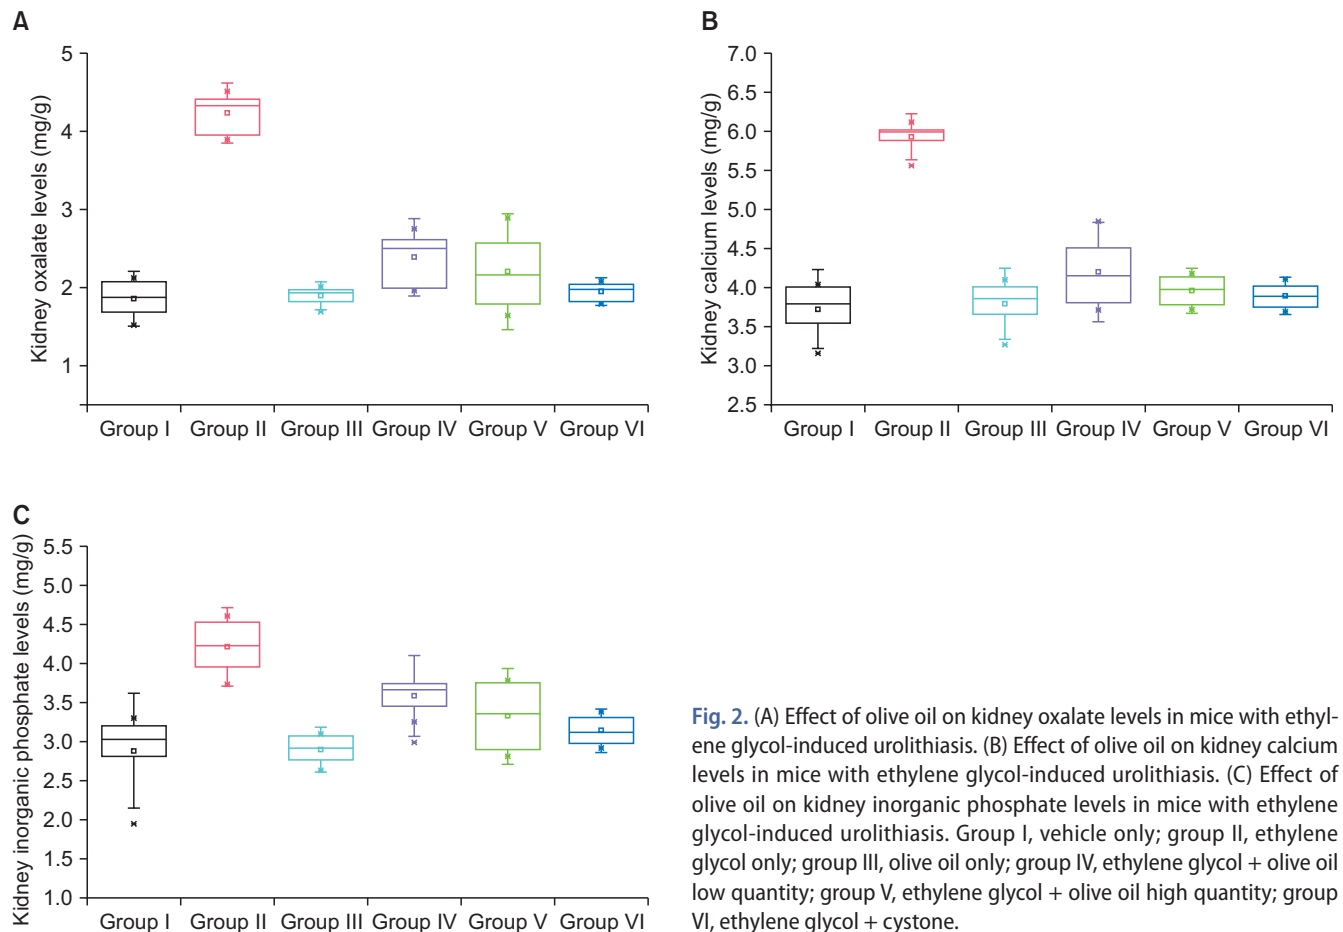 A
Kidney oxalate levels (mg/g)
5
4
3
2
1
Group I Group II Group III Group IV Group V Group VI
B
Kidney calcium levels (mg/g)
7.0
6.5
6.0
5.5
5.0
4.5
4.0
3.5
3.0
2.5
Group I Group II Group III Group IV Group V Group VI
C
Kidney inorganic phosphate levels (mg/g)
5.5
5.0
4.5
4.0
3.5
3.0
2.5
2.0
1.5
1.0
Group I Group II Group III Group IV Group V Group VI
Fig. 2. (A) Effect of olive oil on kidney oxalate levels in mice with ethyl-
ene glycol-induced urolithiasis. (B) Effect of olive oil on kidney calcium
levels in mice with ethylene glycol-induced urolithiasis. (C) Effect of
olive oil on kidney inorganic phosphate levels in mice with ethylene
glycol-induced urolithiasis. Group I, vehicle only; group II, ethylene
glycol only; group III, olive oil only; group IV, ethylene glycol + olive oil
low quantity; group V, ethylene glycol + olive oil high quantity; group
VI, ethylene glycol + cystone.